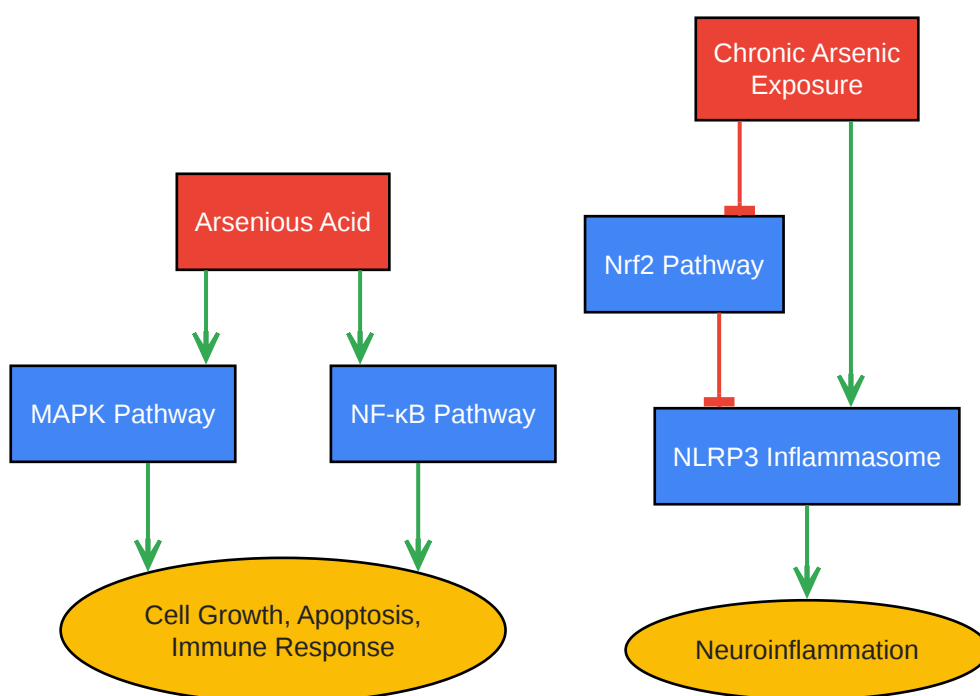 Chronic Arsenic
Exposure
Arsenious Acid
Nrf2 Pathway
MAPK Pathway
NF-κB Pathway
NLRP3 Inflammasome
Cell Growth, Apoptosis,
Immune Response
Neuroinflammation